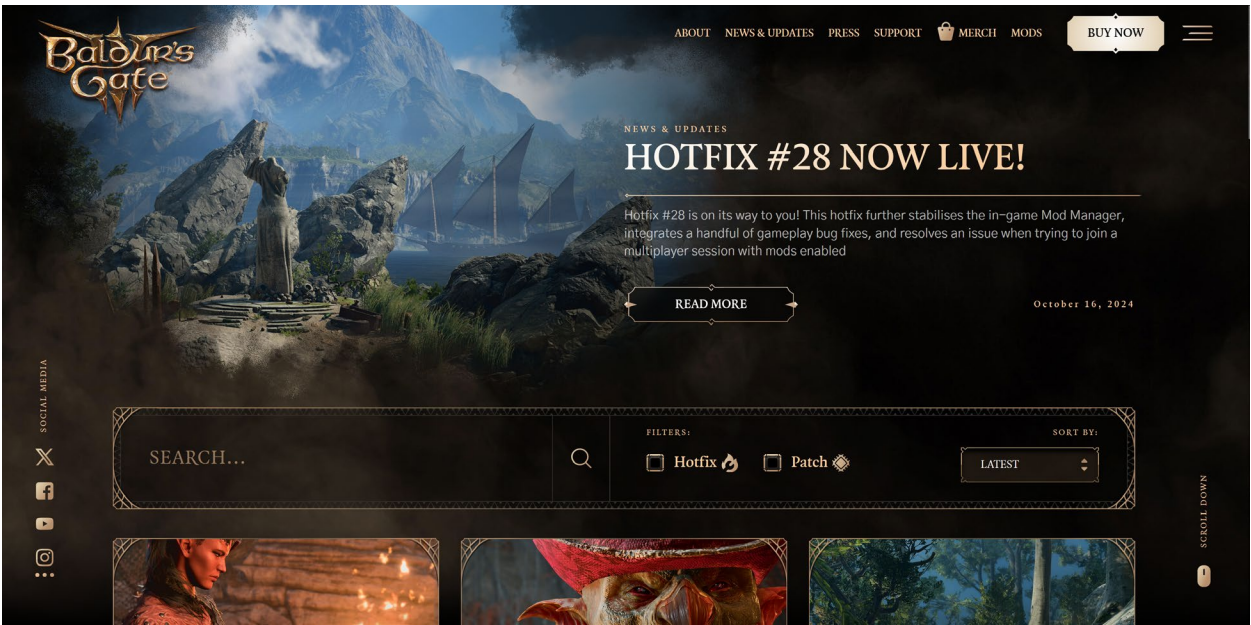 Baldur's
Gate
ABOUT NEWS & UPDATES PRESS SUPPORT MERCH MODS BUY NOW
NEWS & UPDATES
HOTFIX #28 NOW LIVE!
Hotfix #28 is on its way to you! This hotfix further stabilises the in-game Mod Manager,
integrates a handful of gameplay bug fixes, and resolves an issue when trying to join a
multiplayer session with mods enabled
READ MORE
October 16, 2024
SOCIAL MEDIA
SEARCH...
FILTERS:
Hotfix Patch
SORT BY:
LATEST
SCROLL DOWN